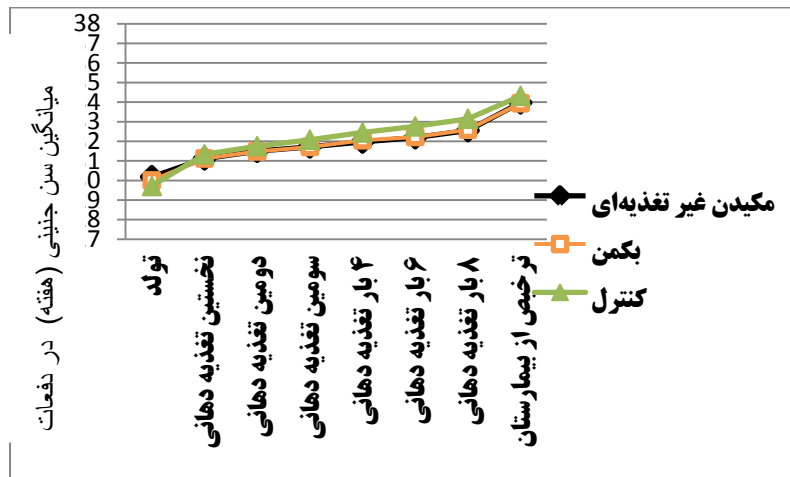 38
7
6
5
4
3
2
1
0
9
8
7
میانگین سن جنینی (هفته) در دفعات
تولد
نخستین تغذیه دهانی
دومین تغذیه دهانی
سومین تغذیه دهانی
۴ بار تغذیه دهانی
۶ بار تغذیه دهانی
۸ بار تغذیه دهانی
ترخیص از بیمارستان
مکیدن غیر تغذیه‌ای
بکمن
کنترل